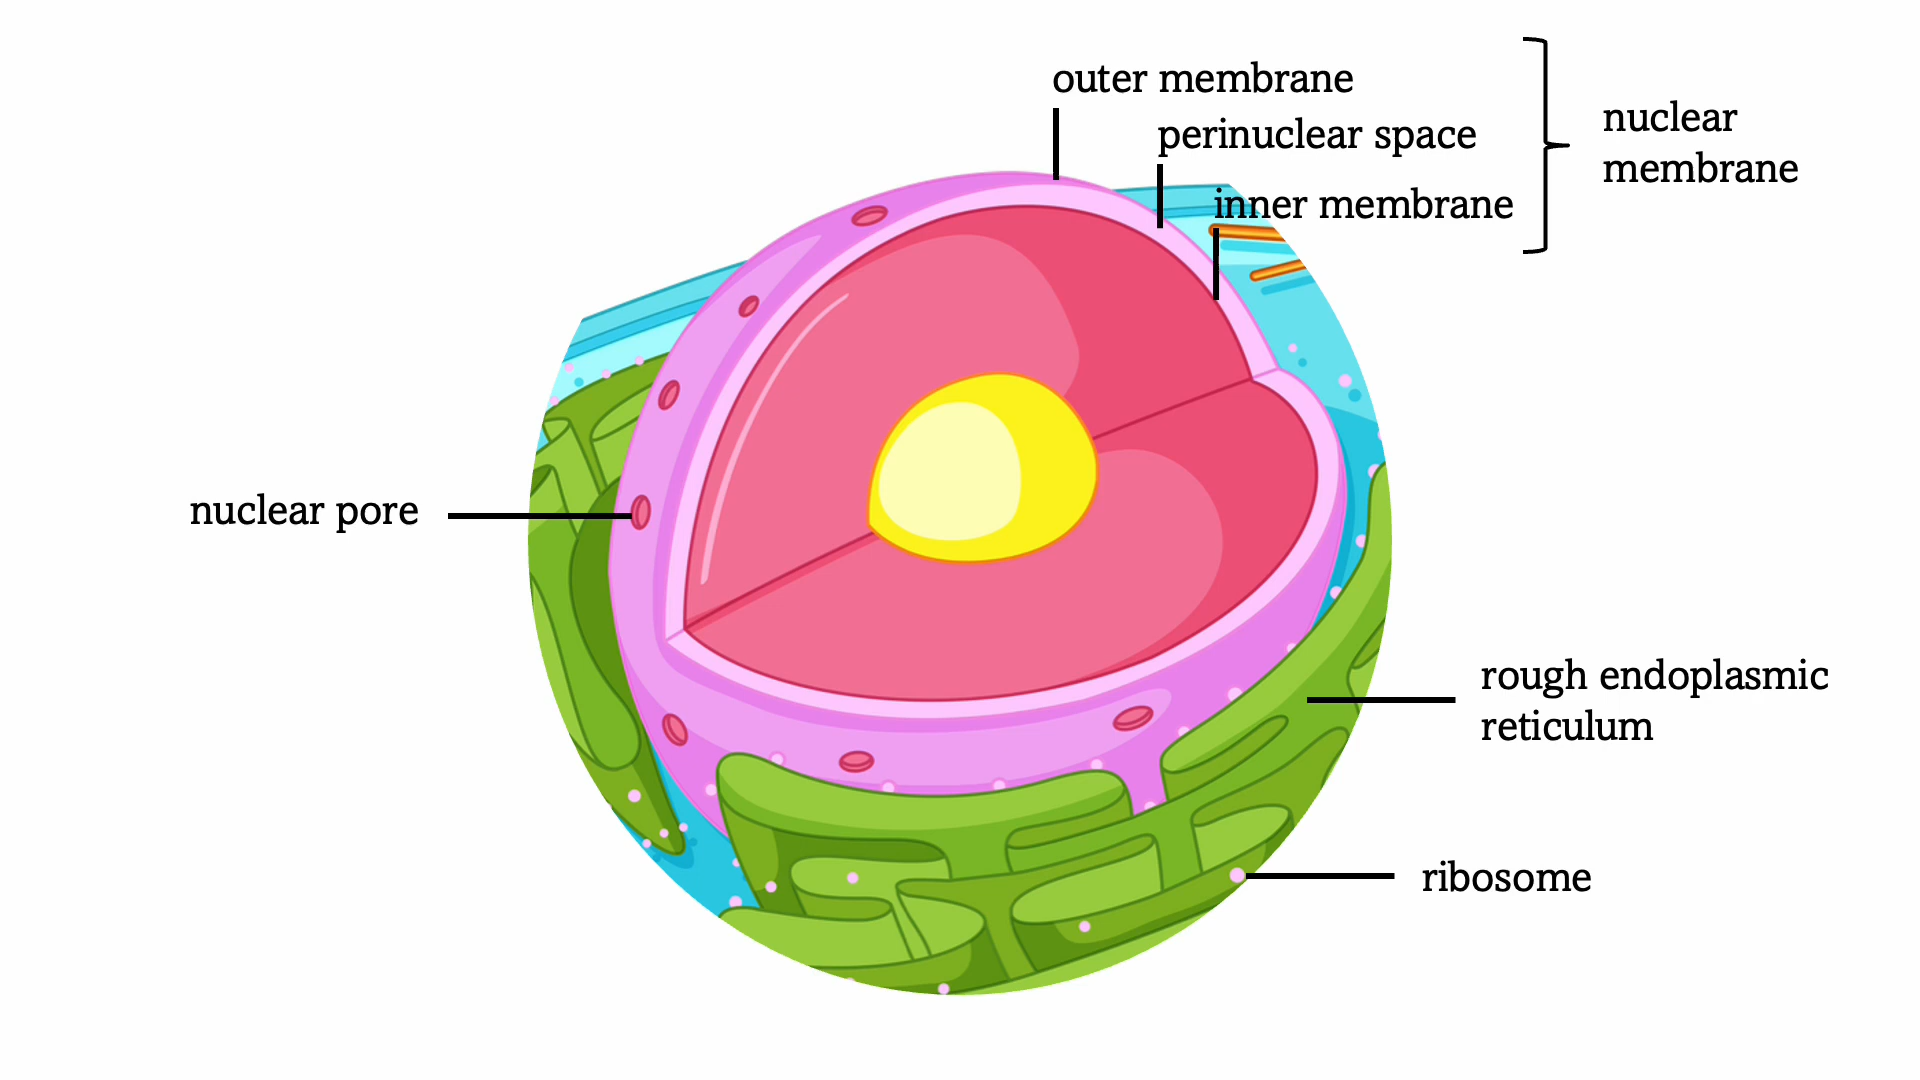 outer membrane
perinuclear space
inner membrane
nuclear
membrane
nuclear pore
rough endoplasmic
reticulum
ribosome